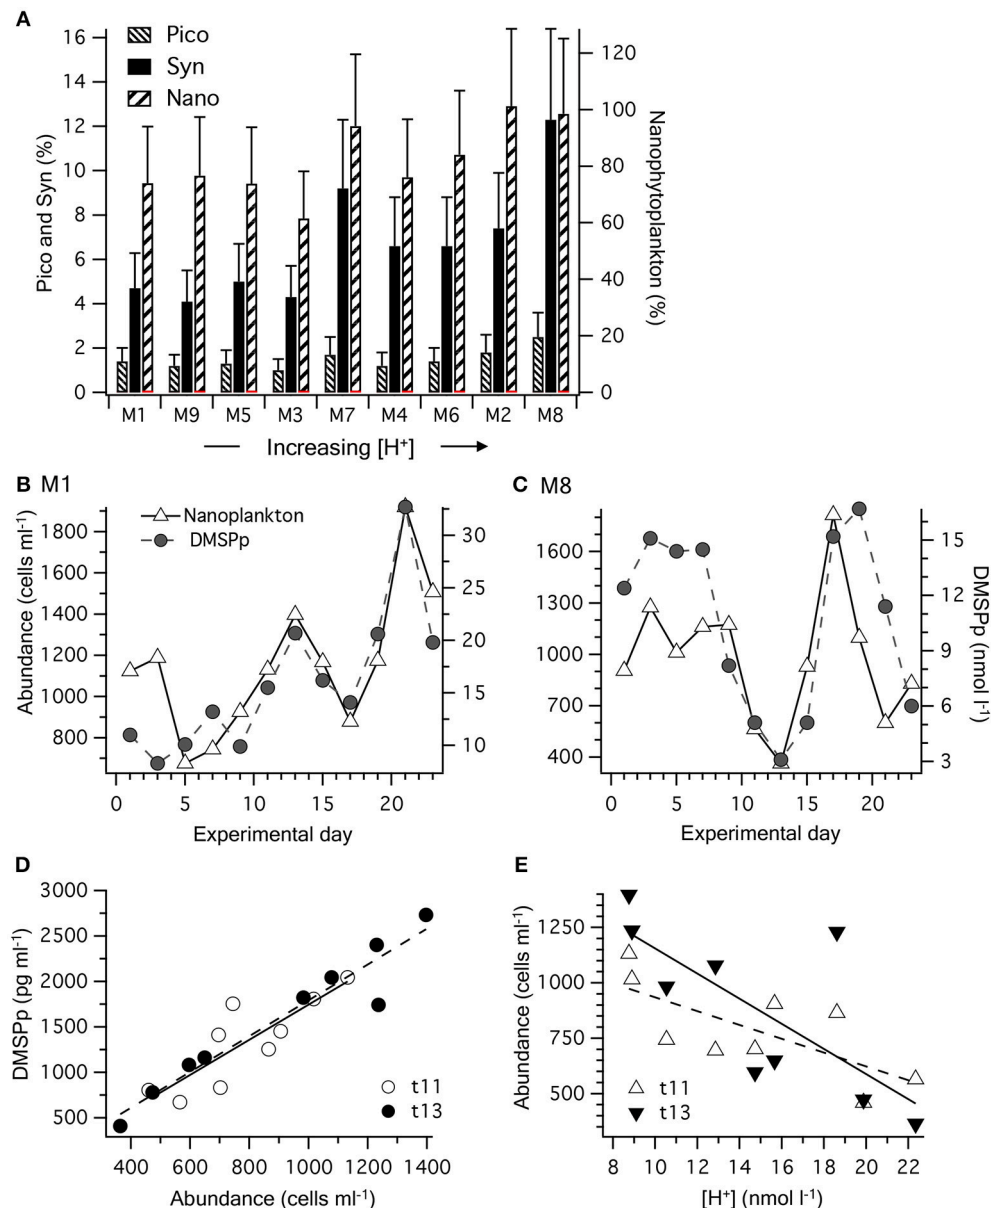 A
Pico
Syn
Nano
Pico and Syn (%)
16
14
12
10
8
6
4
2
0
120
100
80
60
40
20
0
Nanophytoplankton (%)
M1 M9 M5 M3 M7 M4 M6 M2 M8
Increasing [H⁺]
B M1
Nanoplankton
DMSPp
Abundance (cells ml⁻¹)
1800
1600
1400
1200
1000
800
30
25
20
15
10
0 5 10 15 20
Experimental day
C M8
1600
1300
1000
700
400
15
12
9
6
3
DMSPp (nmol l⁻¹)
0 5 10 15 20
Experimental day
D
DMSPp (pg ml⁻¹)
3000
2500
2000
1500
1000
500
t11
t13
400 600 800 1000 1200 1400
Abundance (cells ml⁻¹)
E
Abundance (cells ml⁻¹)
1250
1000
750
500
t11
t13
8 10 12 14 16 18 20 22
[H⁺] (nmol l⁻¹)